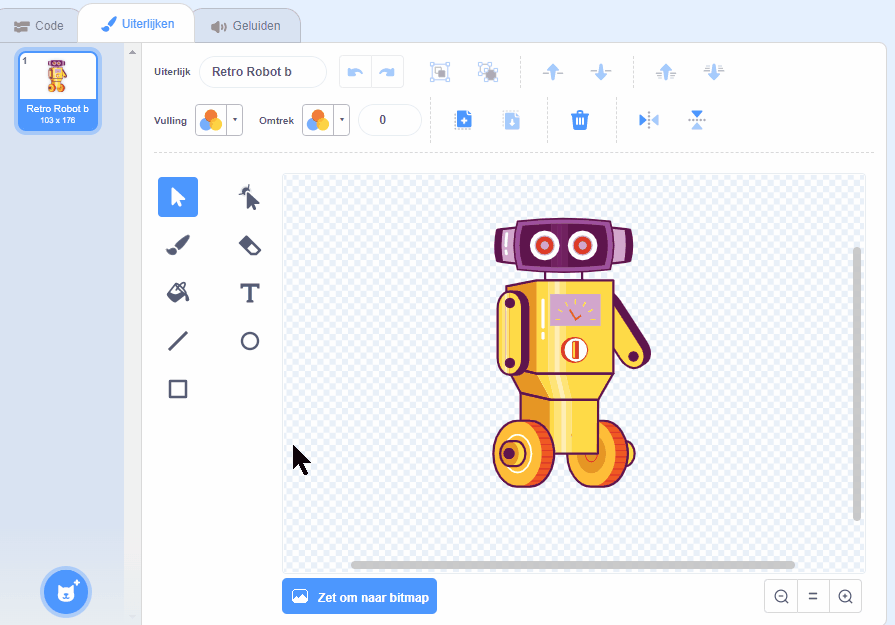 Code
Uiterlijken
Geluiden
1
Retro Robot b
103 x 176
Uiterlijk
Retro Robot b
Vulling
Omtrek
0
Zet om naar bitmap